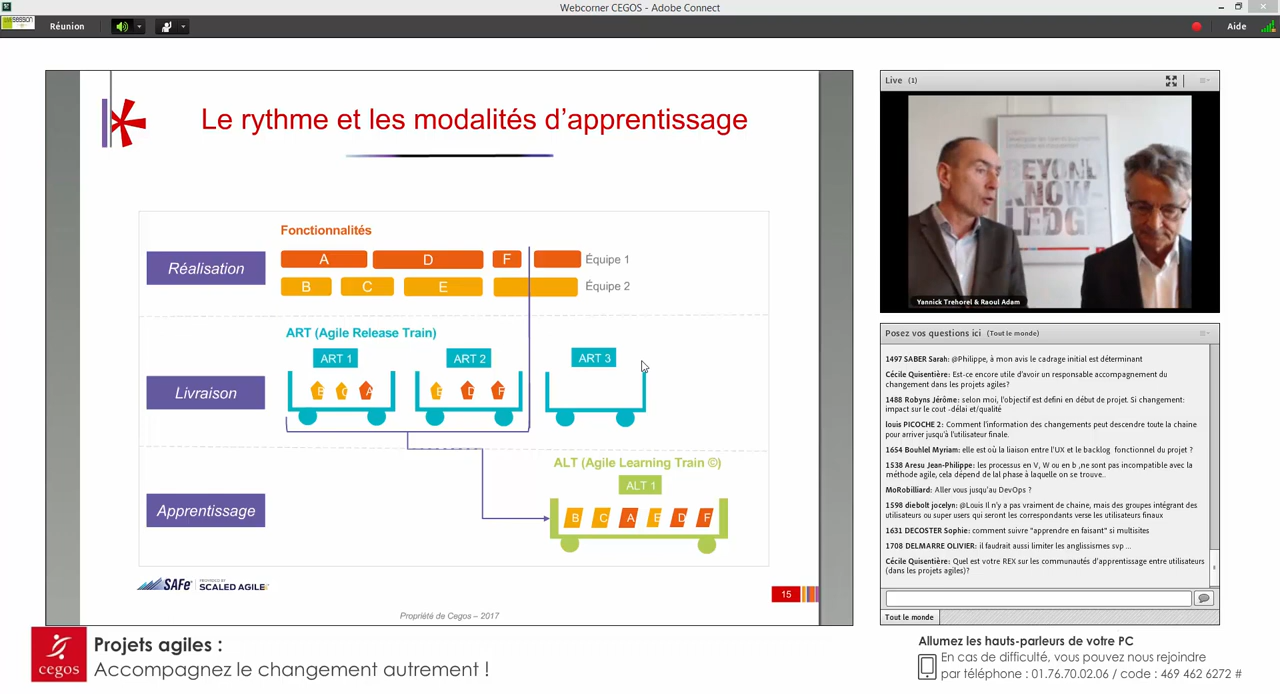 Webcorner CEGOS - Adobe Connect
Réunion
Aide
Le rythme et les modalités d'apprentissage
Fonctionnalités
Réalisation
A D F Équipe 1
B C E Équipe 2
ART (Agile Release Train)
ART 1 ART 2 ART 3
Livraison
B C A E D F
ALT (Agile Learning Train ©)
ALT 1
Apprentissage
B C A E D F
SAFe® PROVIDED BY SCALED AGILE
15
Propriété de Cegos – 2017
Live (1)
BEYOND
KNOW-
LEDGE
Yannick Trehorel & Raoul Adam
Posez vos questions ici (Tout le monde)
1497 SABER Sarah: @Philippe, à mon avis le cadrage initial est déterminant
Cécile Quisentière: Est-ce encore utile d'avoir un responsable accompagnement du
changement dans les projets agiles?
1488 Robyns Jérôme: selon moi, l'objectif est defini en début de projet. Si changement:
impact sur le cout -délai et/qualité
louis PICOCHE 2: Comment l'information des changements peut descendre toute la chaine
pour arriver jusqu'à l'utilisateur finale.
1654 Bouhlel Myriam: elle est où la liaison entre l'UX et le backlog fonctionnel du projet ?
1538 Aresu Jean-Philippe: les processus en V, W ou en b ,ne sont pas incompatible avec la
méthode agile, cela dépend de lal phase à laquelle on se trouve..
MoRobilliard: Aller vous jusqu'au DevOps ?
1598 diebolt jocelyn: @Louis Il n'y a pas vraiment de chaine, mais des groupes intégrant des
utilisateurs ou super users qui seront les correspondants verse les utilisateurs finaux
1631 DECOSTER Sophie: comment suivre "apprendre en faisant" si multisites
1708 DELMARRE OLIVIER: il faudrait aussi limiter les anglissismes svp ...
Cécile Quisentière: Quel est votre REX sur les communautés d'apprentissage entre utilisateurs
(dans les projets agiles)?
Tout le monde
cegos
Projets agiles :
Accompagnez le changement autrement !
Allumez les hauts-parleurs de votre PC
En cas de difficulté, vous pouvez nous rejoindre
par téléphone : 01.76.70.02.06 / code : 469 462 6272 #